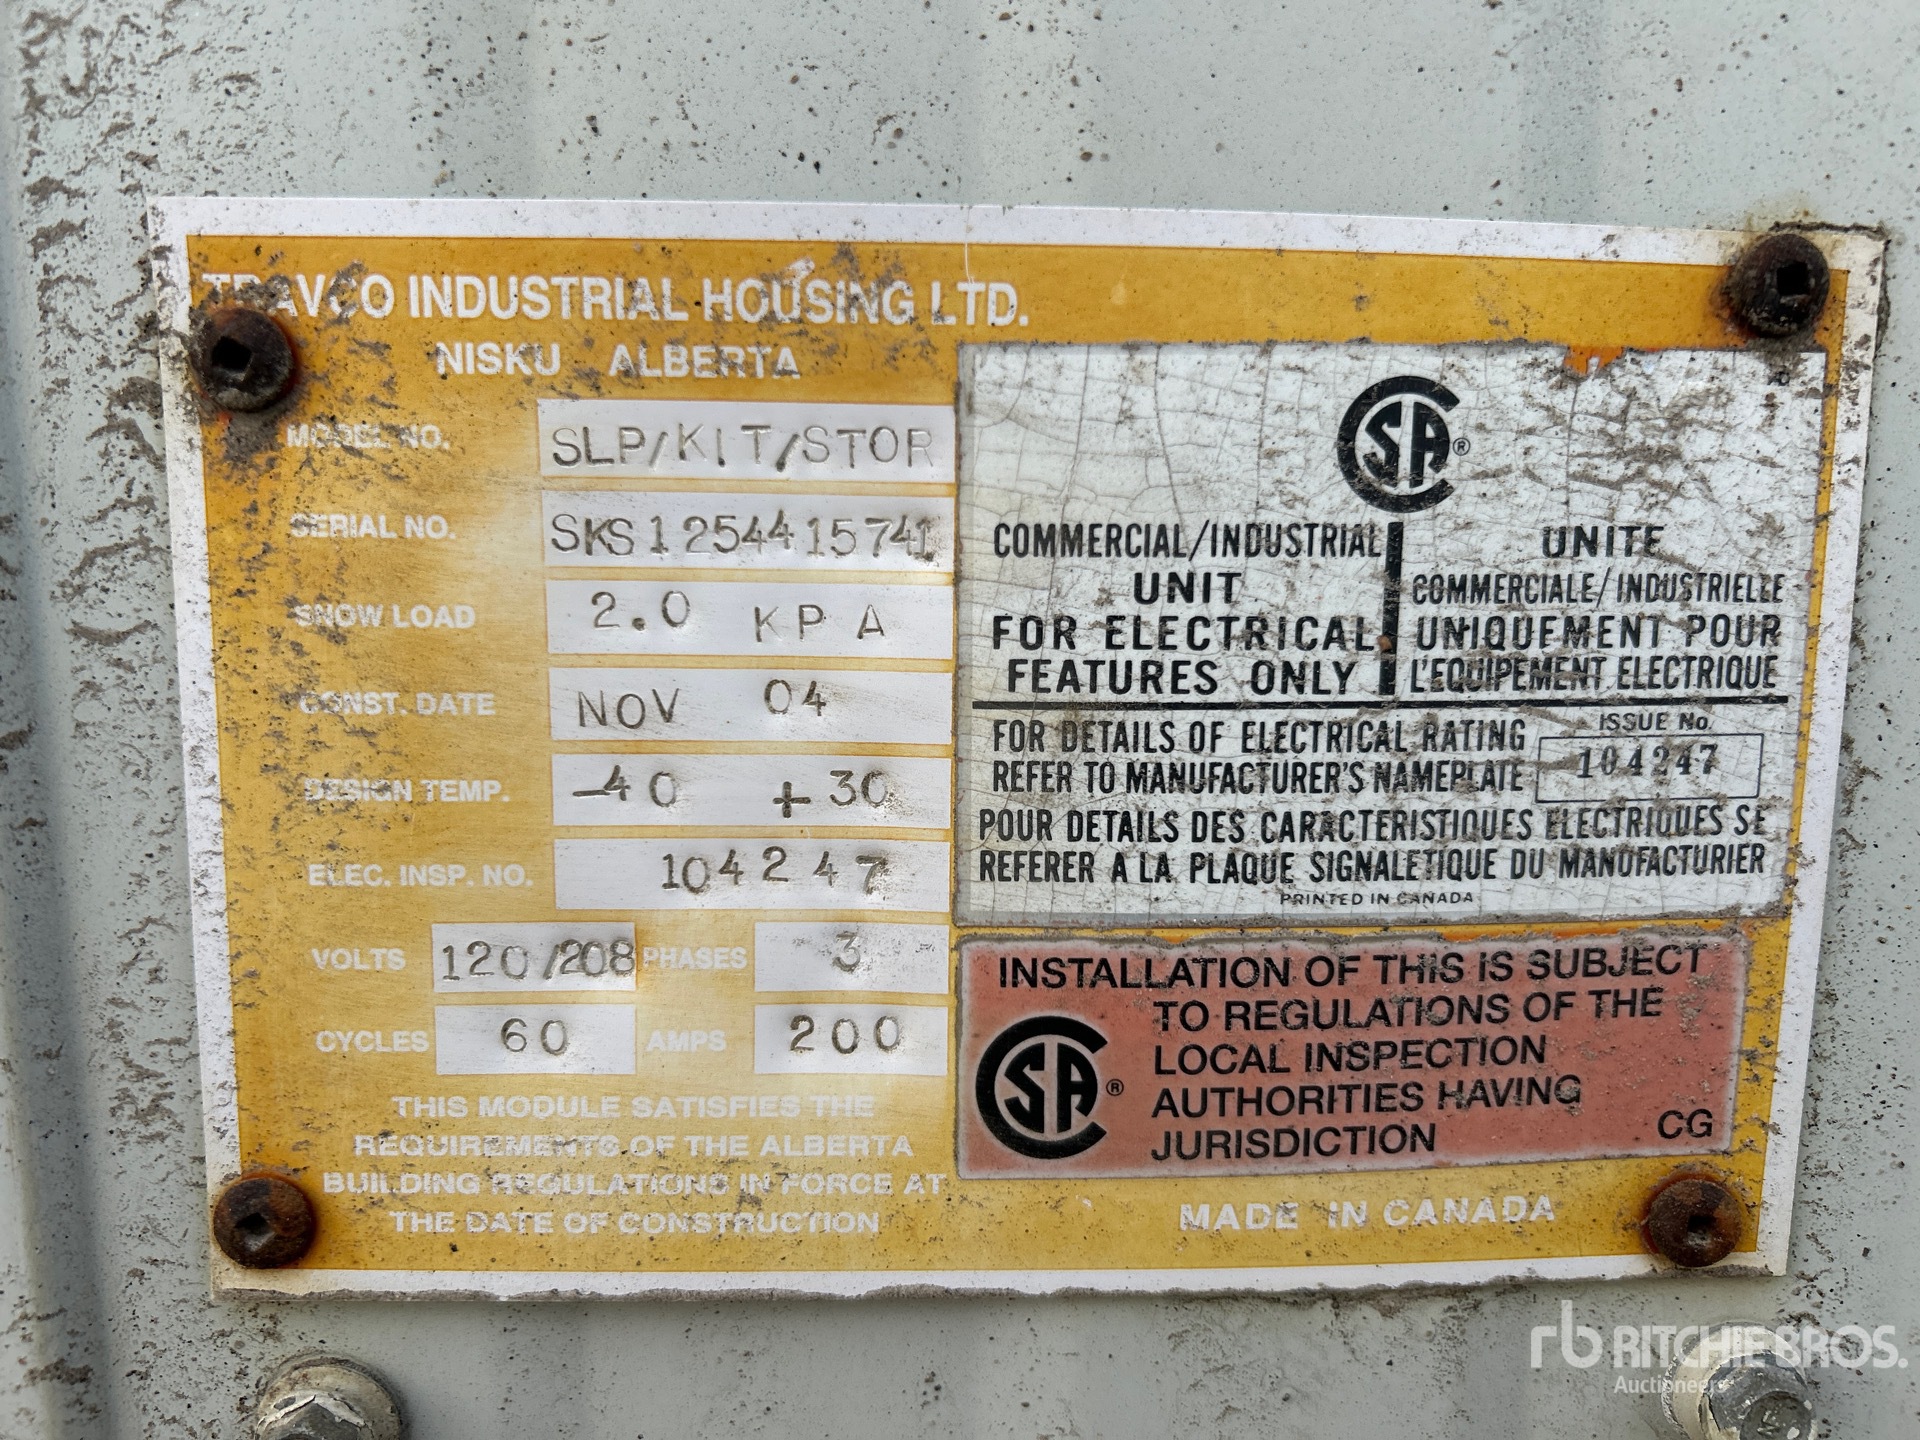 TRAVCO INDUSTRIAL HOUSING LTD.
NISKU ALBERTA
MODEL NO. SLP/KIT/STOR
SERIAL NO. SKS1254415741
SNOW LOAD 2.0 KPA
CONST. DATE NOV 04
DESIGN TEMP. -40 +30
ELEC. INSP. NO. 104247
VOLTS 120/208 PHASES 3
CYCLES 60 AMPS 200
THIS MODULE SATISFIES THE
REQUIREMENTS OF THE ALBERTA
BUILDING REGULATIONS IN FORCE AT
THE DATE OF CONSTRUCTION
CSA®
COMMERCIAL/INDUSTRIAL
UNIT
FOR ELECTRICAL
FEATURES ONLY
UNITE
COMMERCIALE/INDUSTRIELLE
UNIQUEMENT POUR
L'EQUIPEMENT ELECTRIQUE
FOR DETAILS OF ELECTRICAL RATING
REFER TO MANUFACTURER'S NAMEPLATE
ISSUE No.
104247
POUR DETAILS DES CARACTERISTIQUES ELECTRIQUES SE
REFERER A LA PLAQUE SIGNALETIQUE DU MANUFACTURIER
PRINTED IN CANADA
INSTALLATION OF THIS IS SUBJECT
TO REGULATIONS OF THE
LOCAL INSPECTION
AUTHORITIES HAVING
JURISDICTION
CSA®
CG
MADE IN CANADA
rb RITCHIE BROS.
Auctioneers